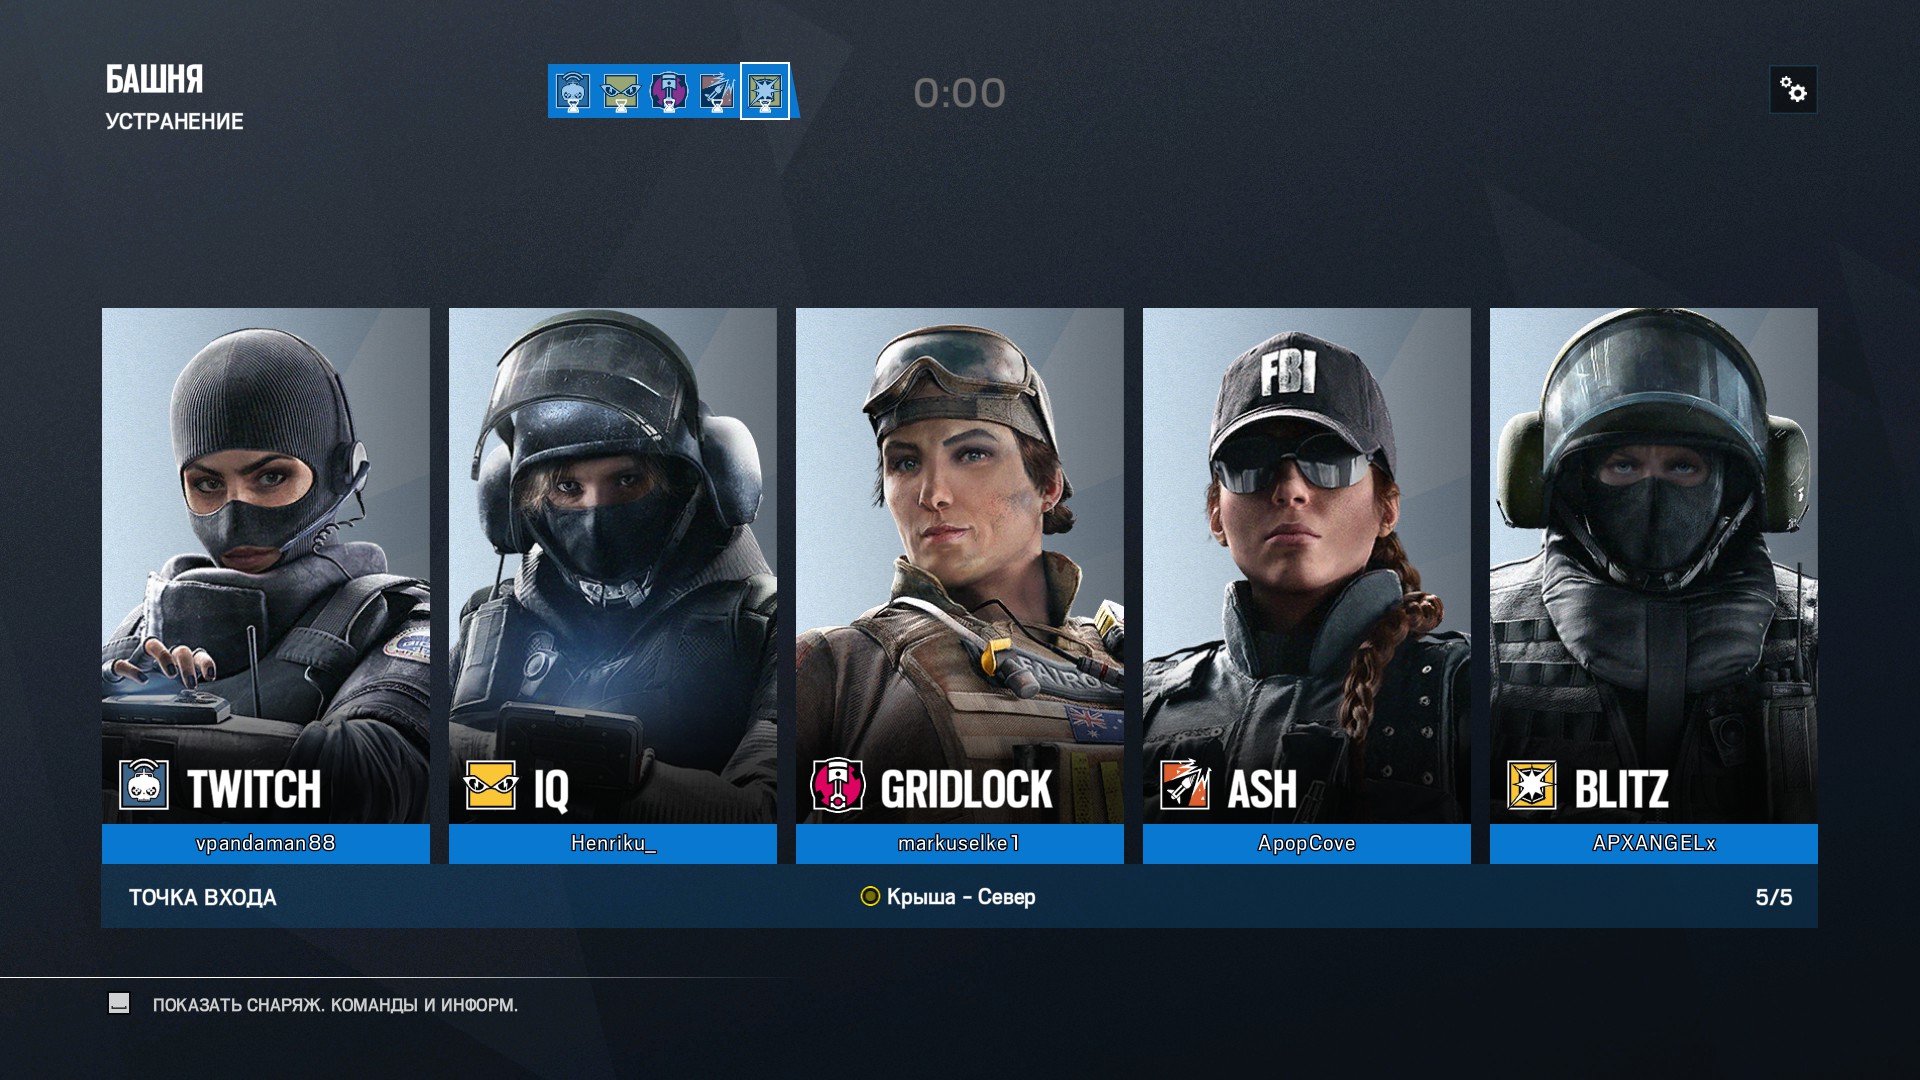 БАШНЯ
УСТРАНЕНИЕ
0:00
FBI
TWITCH
IQ
GRIDLOCK
ASH
BLITZ
vpandaman88
Henriku_
markuselke1
ApopCove
APXANGELx
ТОЧКА ВХОДА
Крыша - Север
5/5
ПОКАЗАТЬ СНАРЯЖ. КОМАНДЫ И ИНФОРМ.